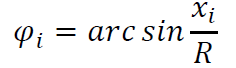 φᵢ = arc sin xᵢ/R